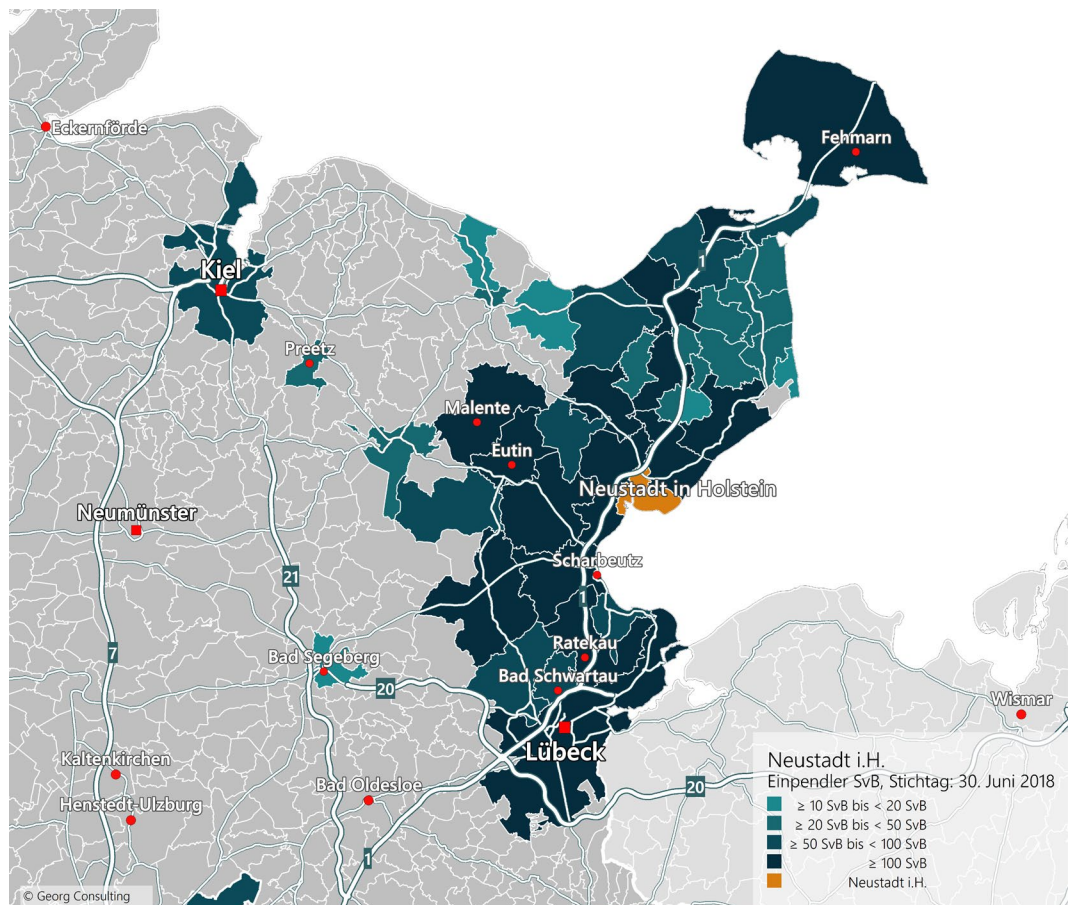 Fehmarn
Eckernförde
1
Kiel
Preetz
Malente
Eutin
Neustadt in Holstein
Neumünster
Scharbeutz
21
1
Ratekau
7
Bad Segeberg
Bad Schwartau
20
Wismar
Lübeck
Kaltenkirchen
Bad Oldesloe
Henstedt-Ulzburg
20
1
Neustadt i.H.
Einpendler SvB, Stichtag: 30. Juni 2018
≥ 10 SvB bis < 20 SvB
≥ 20 SvB bis < 50 SvB
≥ 50 SvB bis < 100 SvB
≥ 100 SvB
Neustadt i.H.
© Georg Consulting